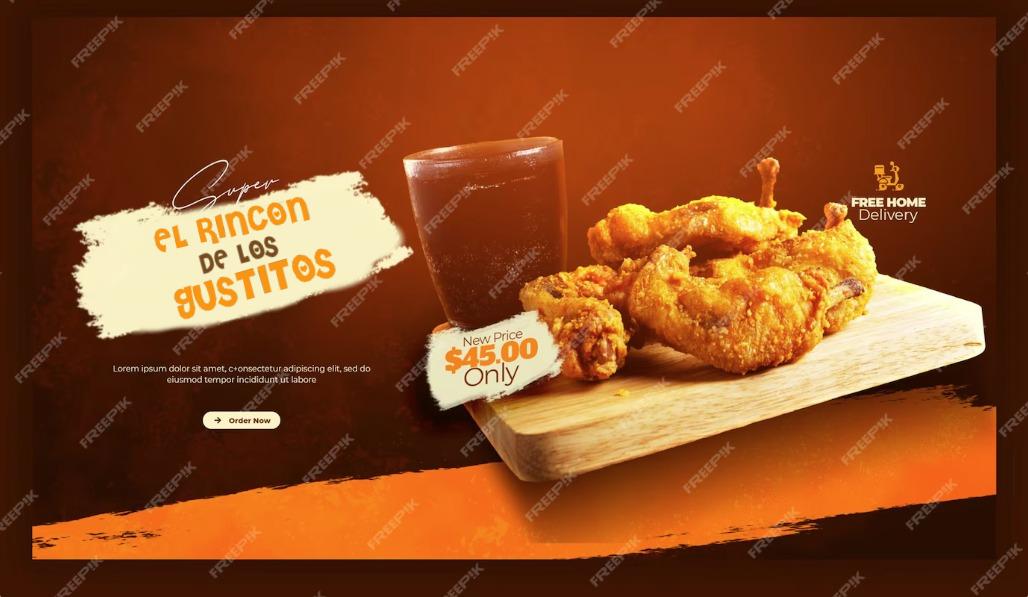 Super
EL RINCON
DE LOS
GUSTITOS
Lorem ipsum dolor sit amet, c+onsectetur adipiscing elit, sed do
eiusmod tempor incididunt ut labore
→ Order Now
New Price
$45.00
Only
FREE HOME
Delivery
FREEPIK